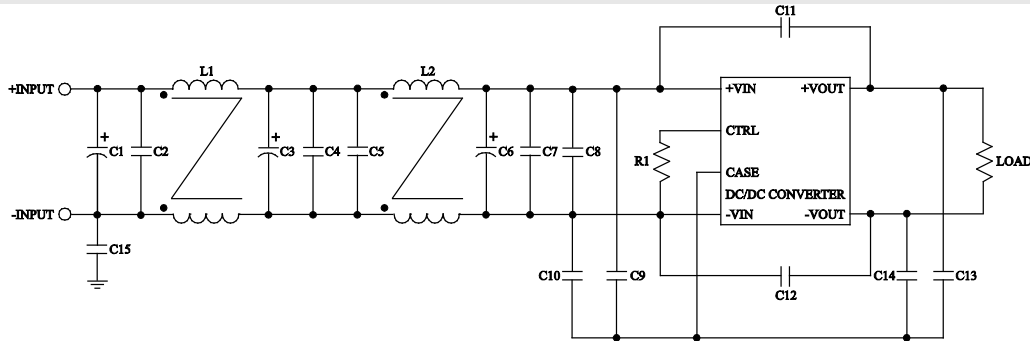 C11
L1
L2
+INPUT
+VIN
+VOUT
+
C1
C2
+
C3
C4
C5
+
C6
C7
C8
CTRL
R1
CASE
LOAD
DC/DC CONVERTER
-INPUT
-VIN
-VOUT
C15
C10
C9
C12
C14
C13